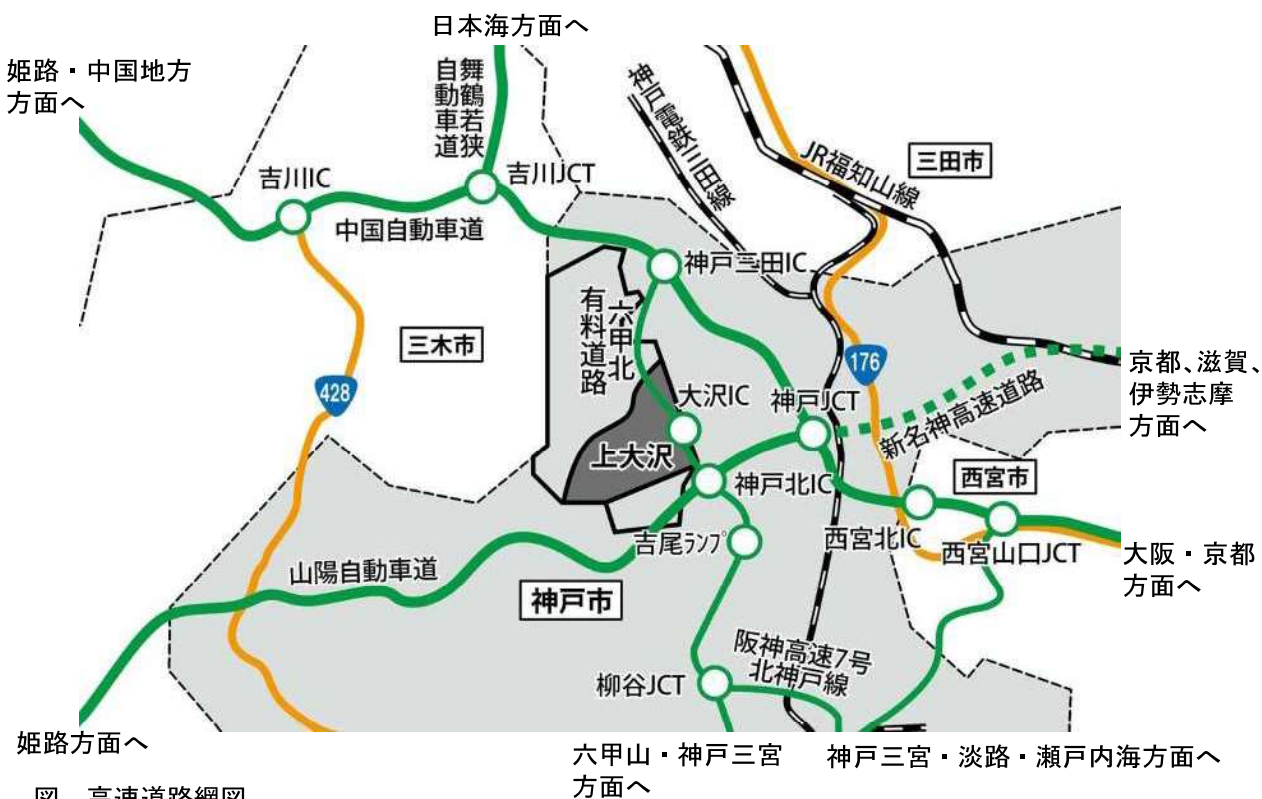 日本海方面へ
姫路・中国地方
方面へ
舞鶴若狭
自動車道
神戸電鉄三田線
JR福知山線
三田市
吉川IC
吉川JCT
中国自動車道
神戸三田IC
六甲北
有料道路
三木市
176
京都、滋賀、
伊勢志摩
方面へ
428
大沢IC
神戸JCT
新名神高速道路
上大沢
神戸北IC
西宮市
吉尾ランプ
西宮北IC
西宮山口JCT
大阪・京都
方面へ
山陽自動車道
神戸市
阪神高速7号
北神戸線
柳谷JCT
姫路方面へ
六甲山・神戸三宮
方面へ
神戸三宮・淡路・瀬戸内海方面へ
図　高速道路網図